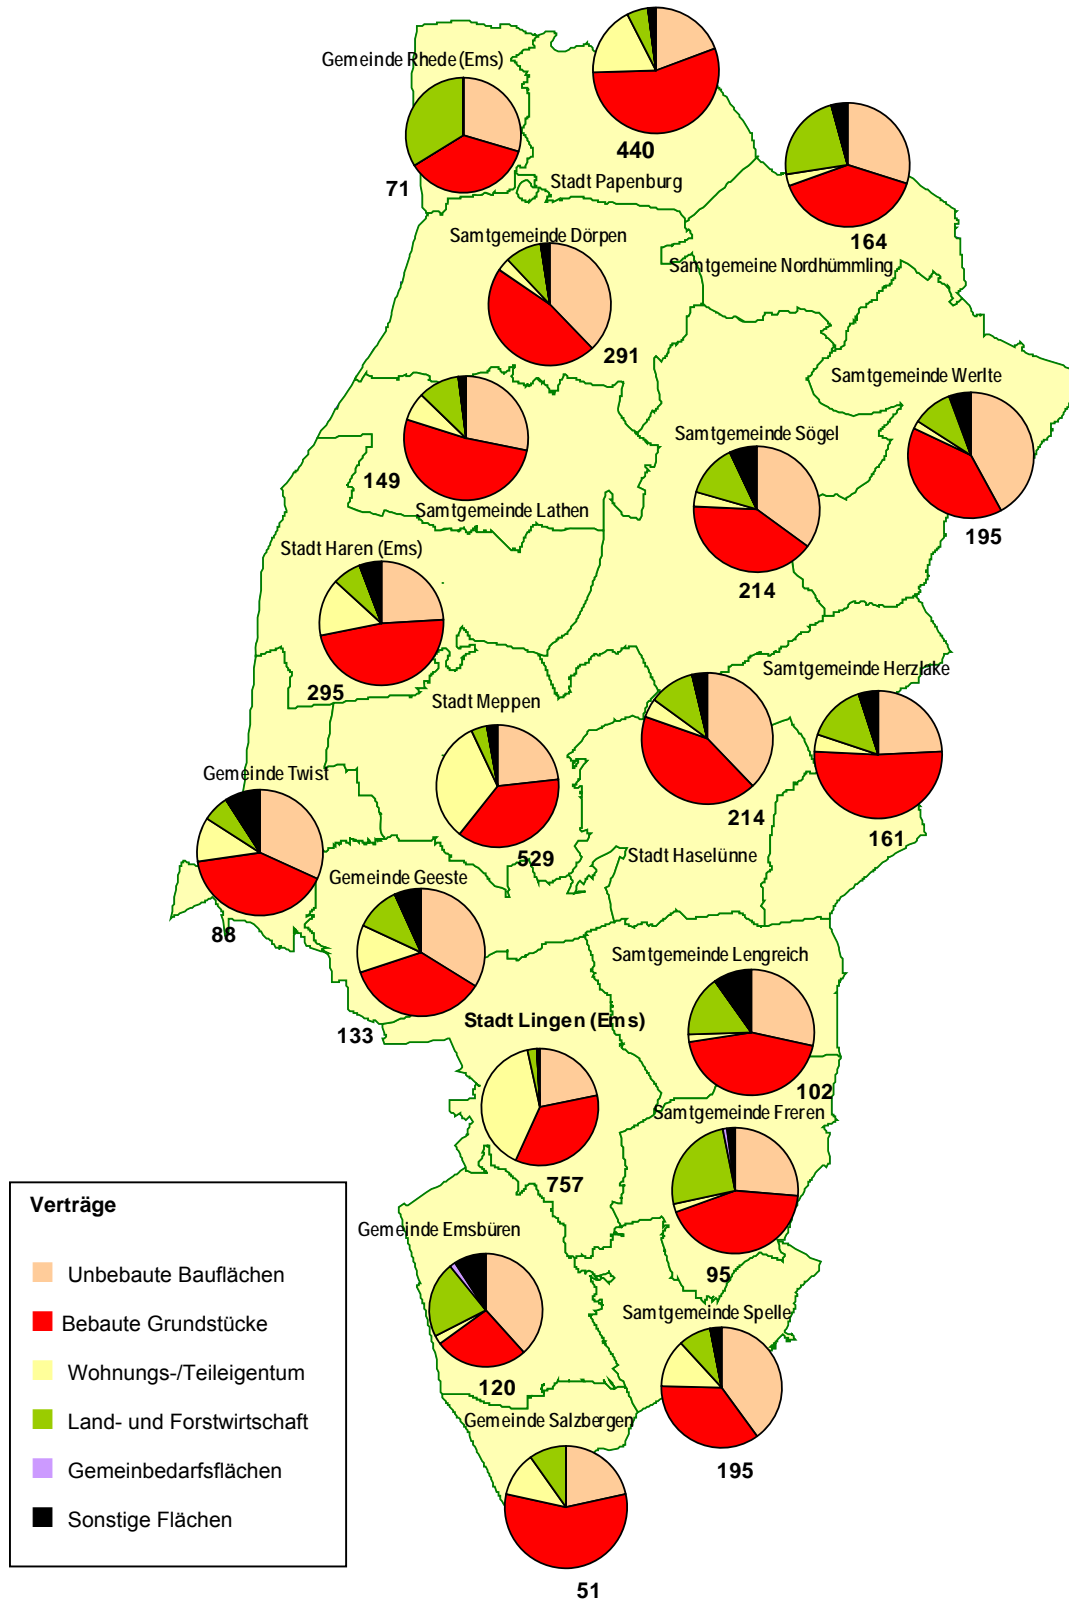 Gemeinde Rhede (Ems)
71
440
Stadt Papenburg
164
Samtgemeine Nordhümmling
Samtgemeinde Dörpen
291
Samtgemeinde Werlte
195
149
Samtgemeinde Lathen
Samtgemeinde Sögel
214
Stadt Haren (Ems)
295
Stadt Meppen
529
Samtgemeinde Herzlake
161
214
Stadt Haselünne
Gemeinde Twist
88
Gemeinde Geeste
133
Samtgemeinde Lengreich
102
Stadt Lingen (Ems)
757
Samtgemeinde Freren
95
Gemeinde Emsbüren
120
Samtgemeinde Spelle
195
Gemeinde Salzbergen
51
Verträge
Unbebaute Bauflächen
Bebaute Grundstücke
Wohnungs-/Teileigentum
Land- und Forstwirtschaft
Gemeinbedarfsflächen
Sonstige Flächen